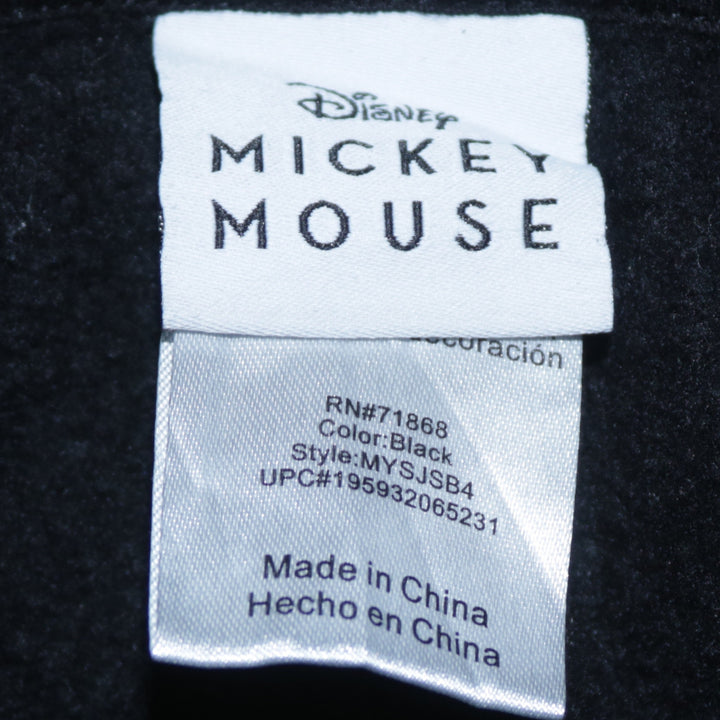 Disney
MICKEY
MOUSE
RN#71868
Color:Black
Style:MYSJSB4
UPC#195932065231
Made in China
Hecho en China